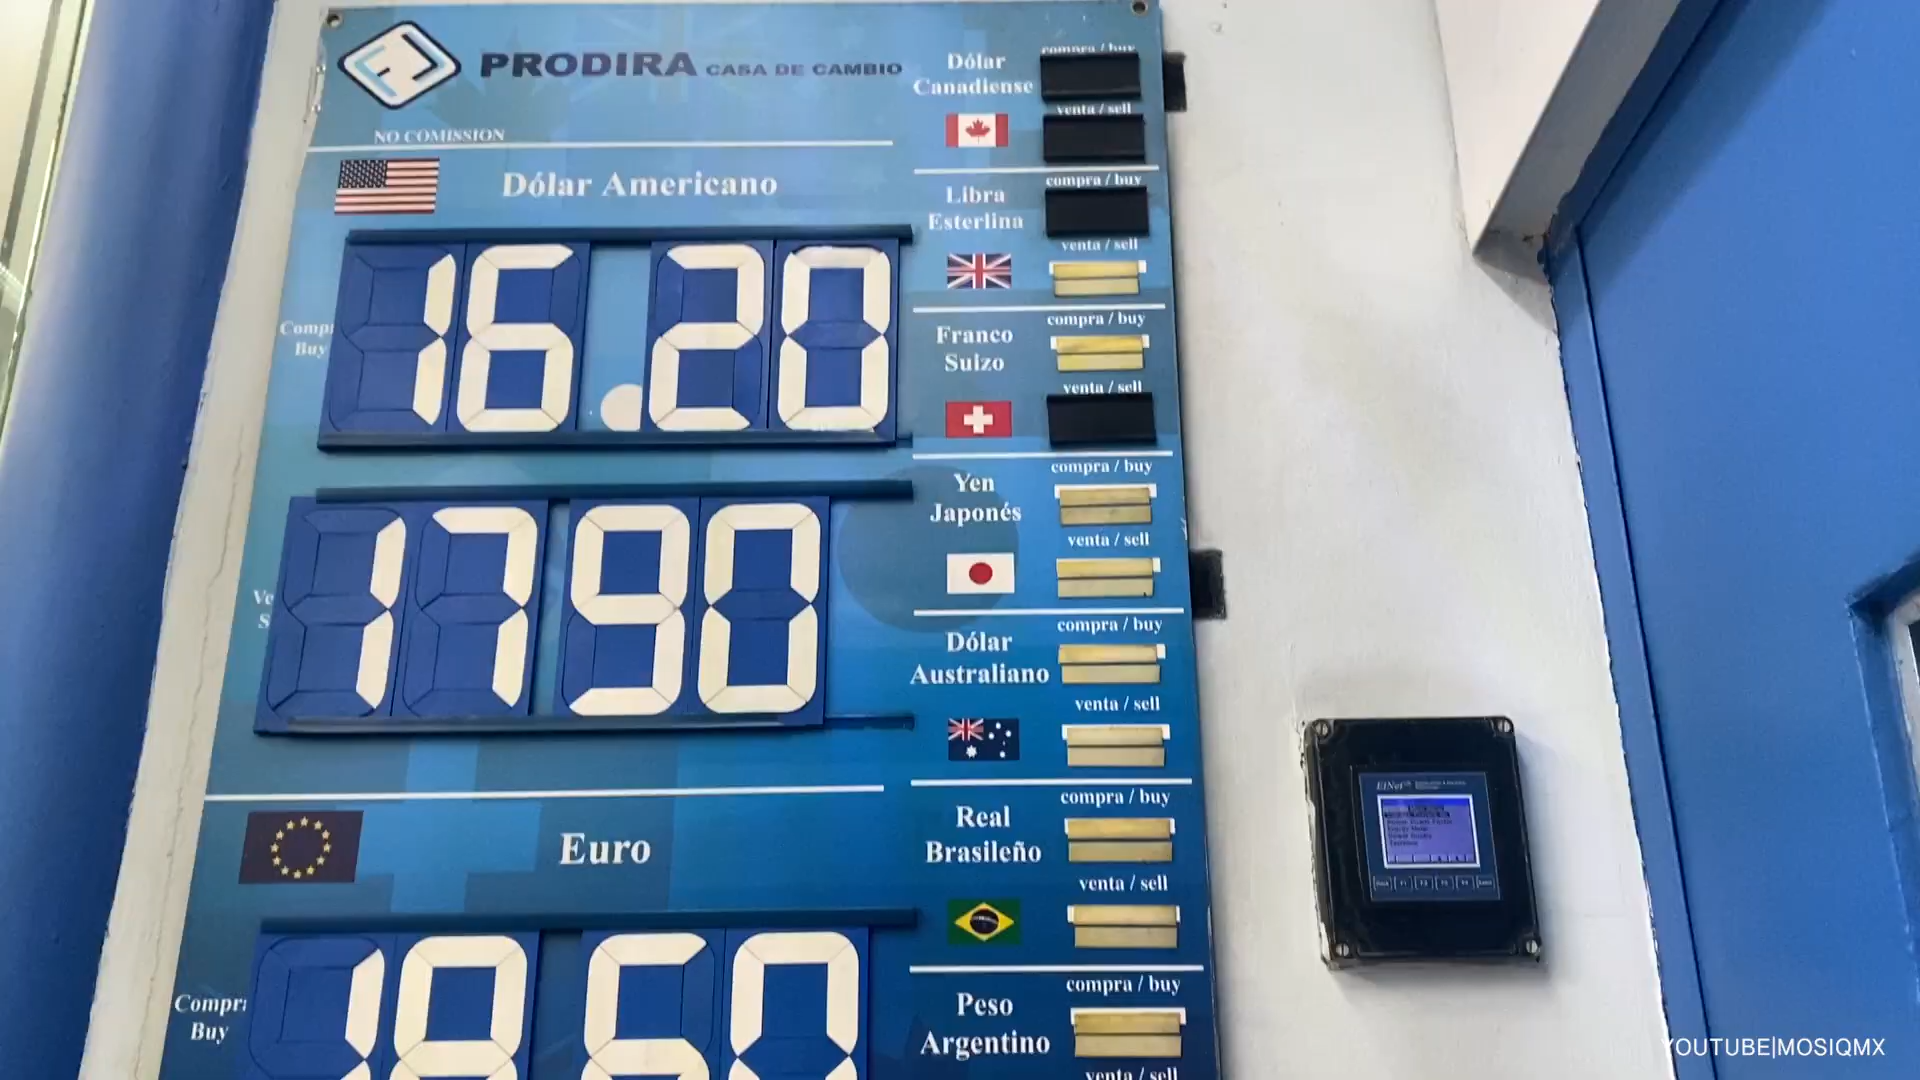 PRODIRA CASA DE CAMBIO
NO COMISSION
Dólar Americano
Buy
16.20
1790
Euro
Buy
Dólar
Canadiense
compra / buy
venta / sell
Libra
Esterlina
compra / buy
venta / sell
Franco
Suizo
compra / buy
venta / sell
Yen
Japonés
compra / buy
venta / sell
Dólar
Australiano
compra / buy
venta / sell
Real
Brasileño
compra / buy
venta / sell
Peso
Argentino
compra / buy
venta / sell
YOUTUBE|MOSIQMX